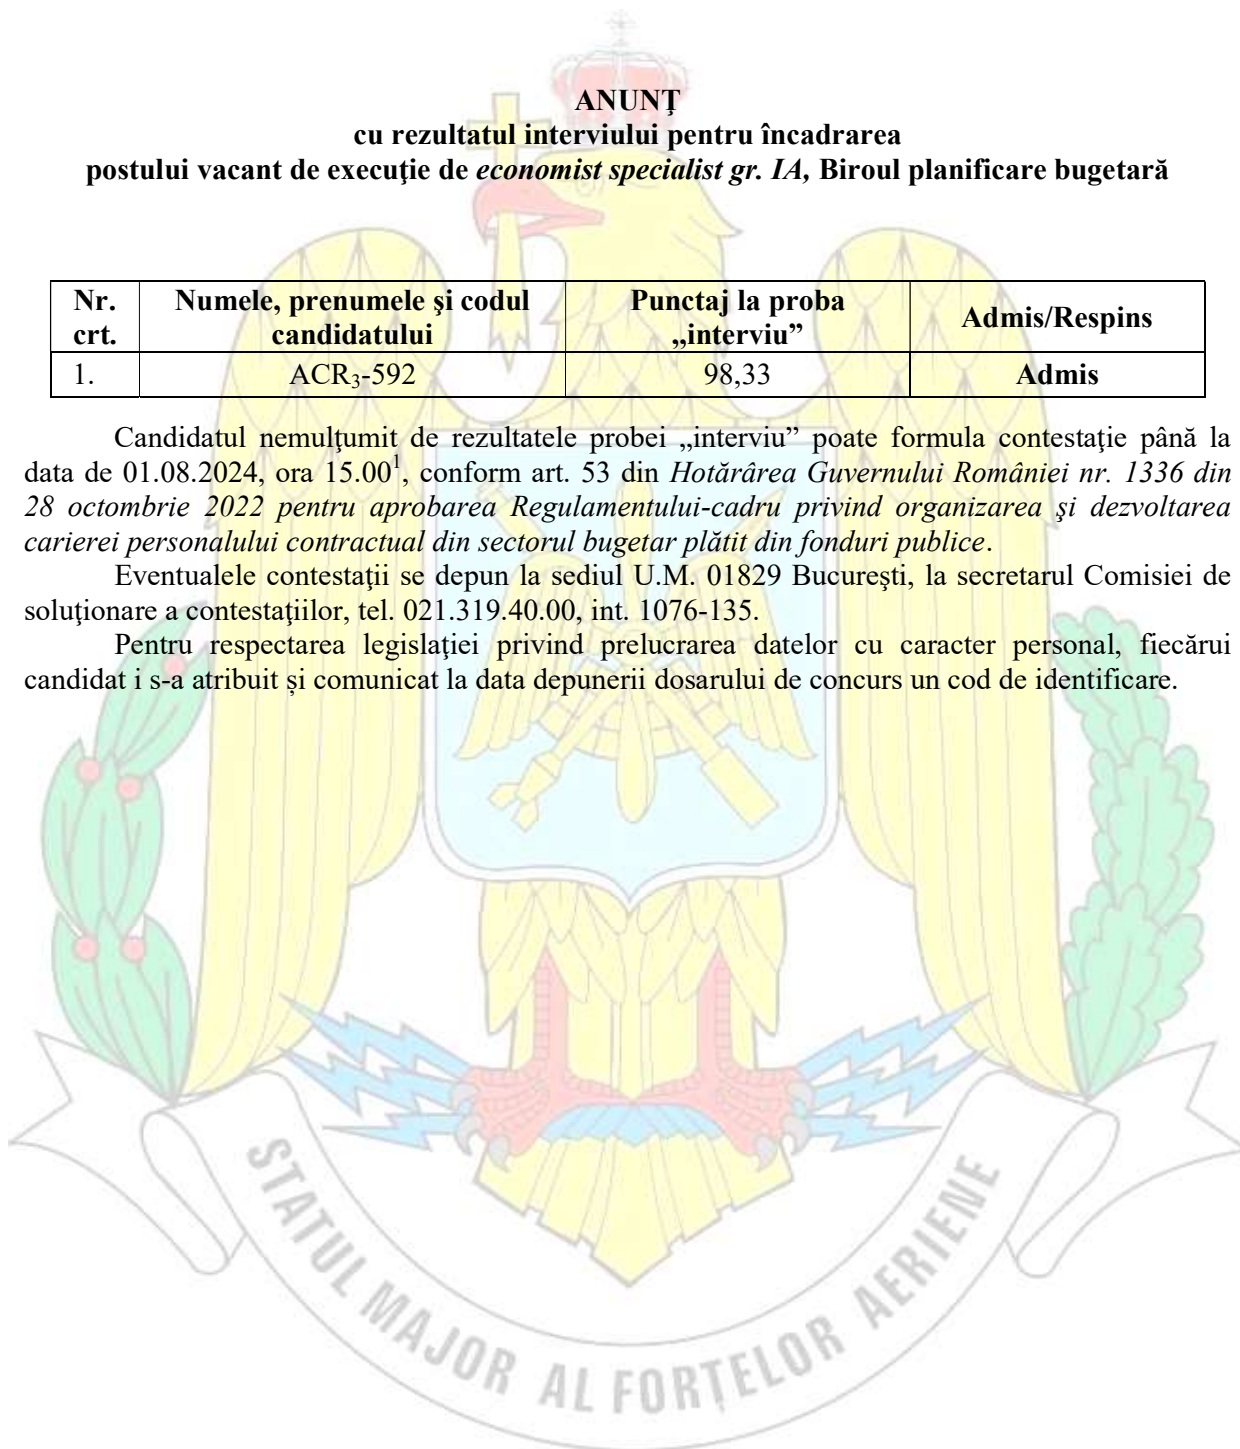 ANUNŢ
cu rezultatul interviului pentru încadrarea
postului vacant de execuţie de economist specialist gr. IA, Biroul planificare bugetară
Nr. crt. Numele, prenumele şi codul candidatului Punctaj la proba „interviu” Admis/Respins
1. ACR₃-592 98,33 Admis
Candidatul nemulţumit de rezultatele probei „interviu” poate formula contestaţie până la
data de 01.08.2024, ora 15.00¹, conform art. 53 din Hotărârea Guvernului României nr. 1336 din
28 octombrie 2022 pentru aprobarea Regulamentului-cadru privind organizarea şi dezvoltarea
carierei personalului contractual din sectorul bugetar plătit din fonduri publice.
Eventualele contestaţii se depun la sediul U.M. 01829 Bucureşti, la secretarul Comisiei de
soluţionare a contestaţiilor, tel. 021.319.40.00, int. 1076-135.
Pentru respectarea legislaţiei privind prelucrarea datelor cu caracter personal, fiecărui
candidat i s-a atribuit și comunicat la data depunerii dosarului de concurs un cod de identificare.
STATUL MAJOR AL FORȚELOR AERIENE